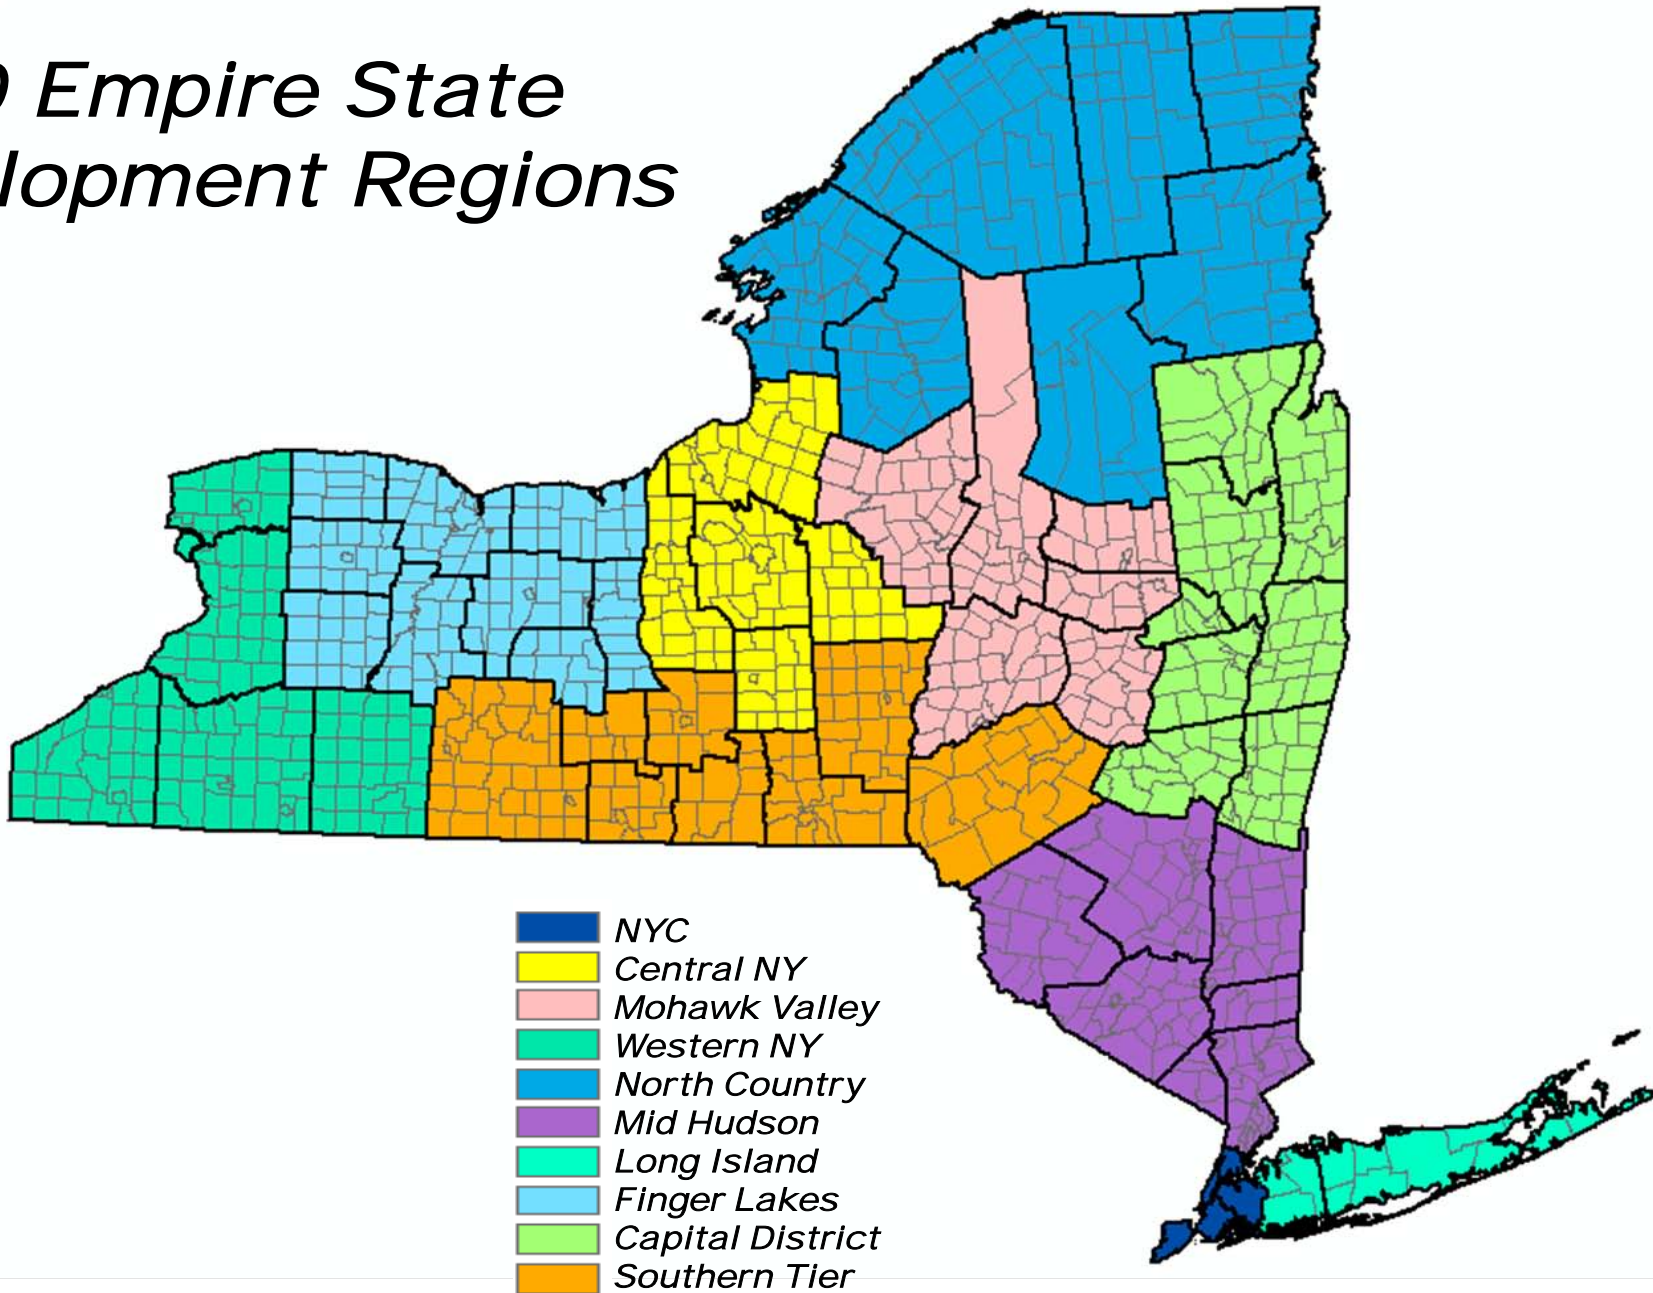 Empire State
lopment Regions
NYC
Central NY
Mohawk Valley
Western NY
North Country
Mid Hudson
Long Island
Finger Lakes
Capital District
Southern Tier